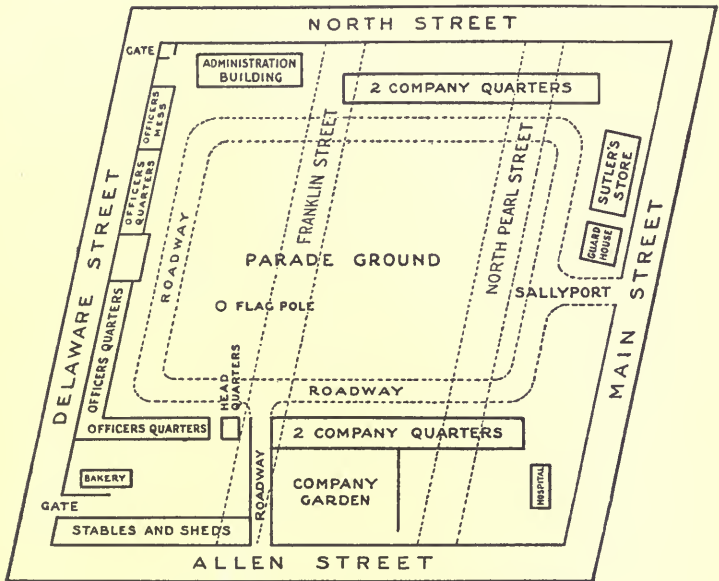 NORTH STREET
GATE
ADMINISTRATION
BUILDING
2 COMPANY QUARTERS
OFFICERS
MESS
OFFICERS
QUARTERS
ROADWAY
FRANKLIN STREET
NORTH PEARL STREET
SUTLER'S
STORE
GUARD
HOUSE
PARADE GROUND
SALLYPORT
FLAG POLE
DELAWARE STREET
MAIN STREET
OFFICERS QUARTERS
HEAD
QUARTERS
ROADWAY
OFFICERS QUARTERS
2 COMPANY QUARTERS
BAKERY
ROADWAY
COMPANY
GARDEN
HOSPITAL
GATE
STABLES AND SHEDS
ALLEN STREET